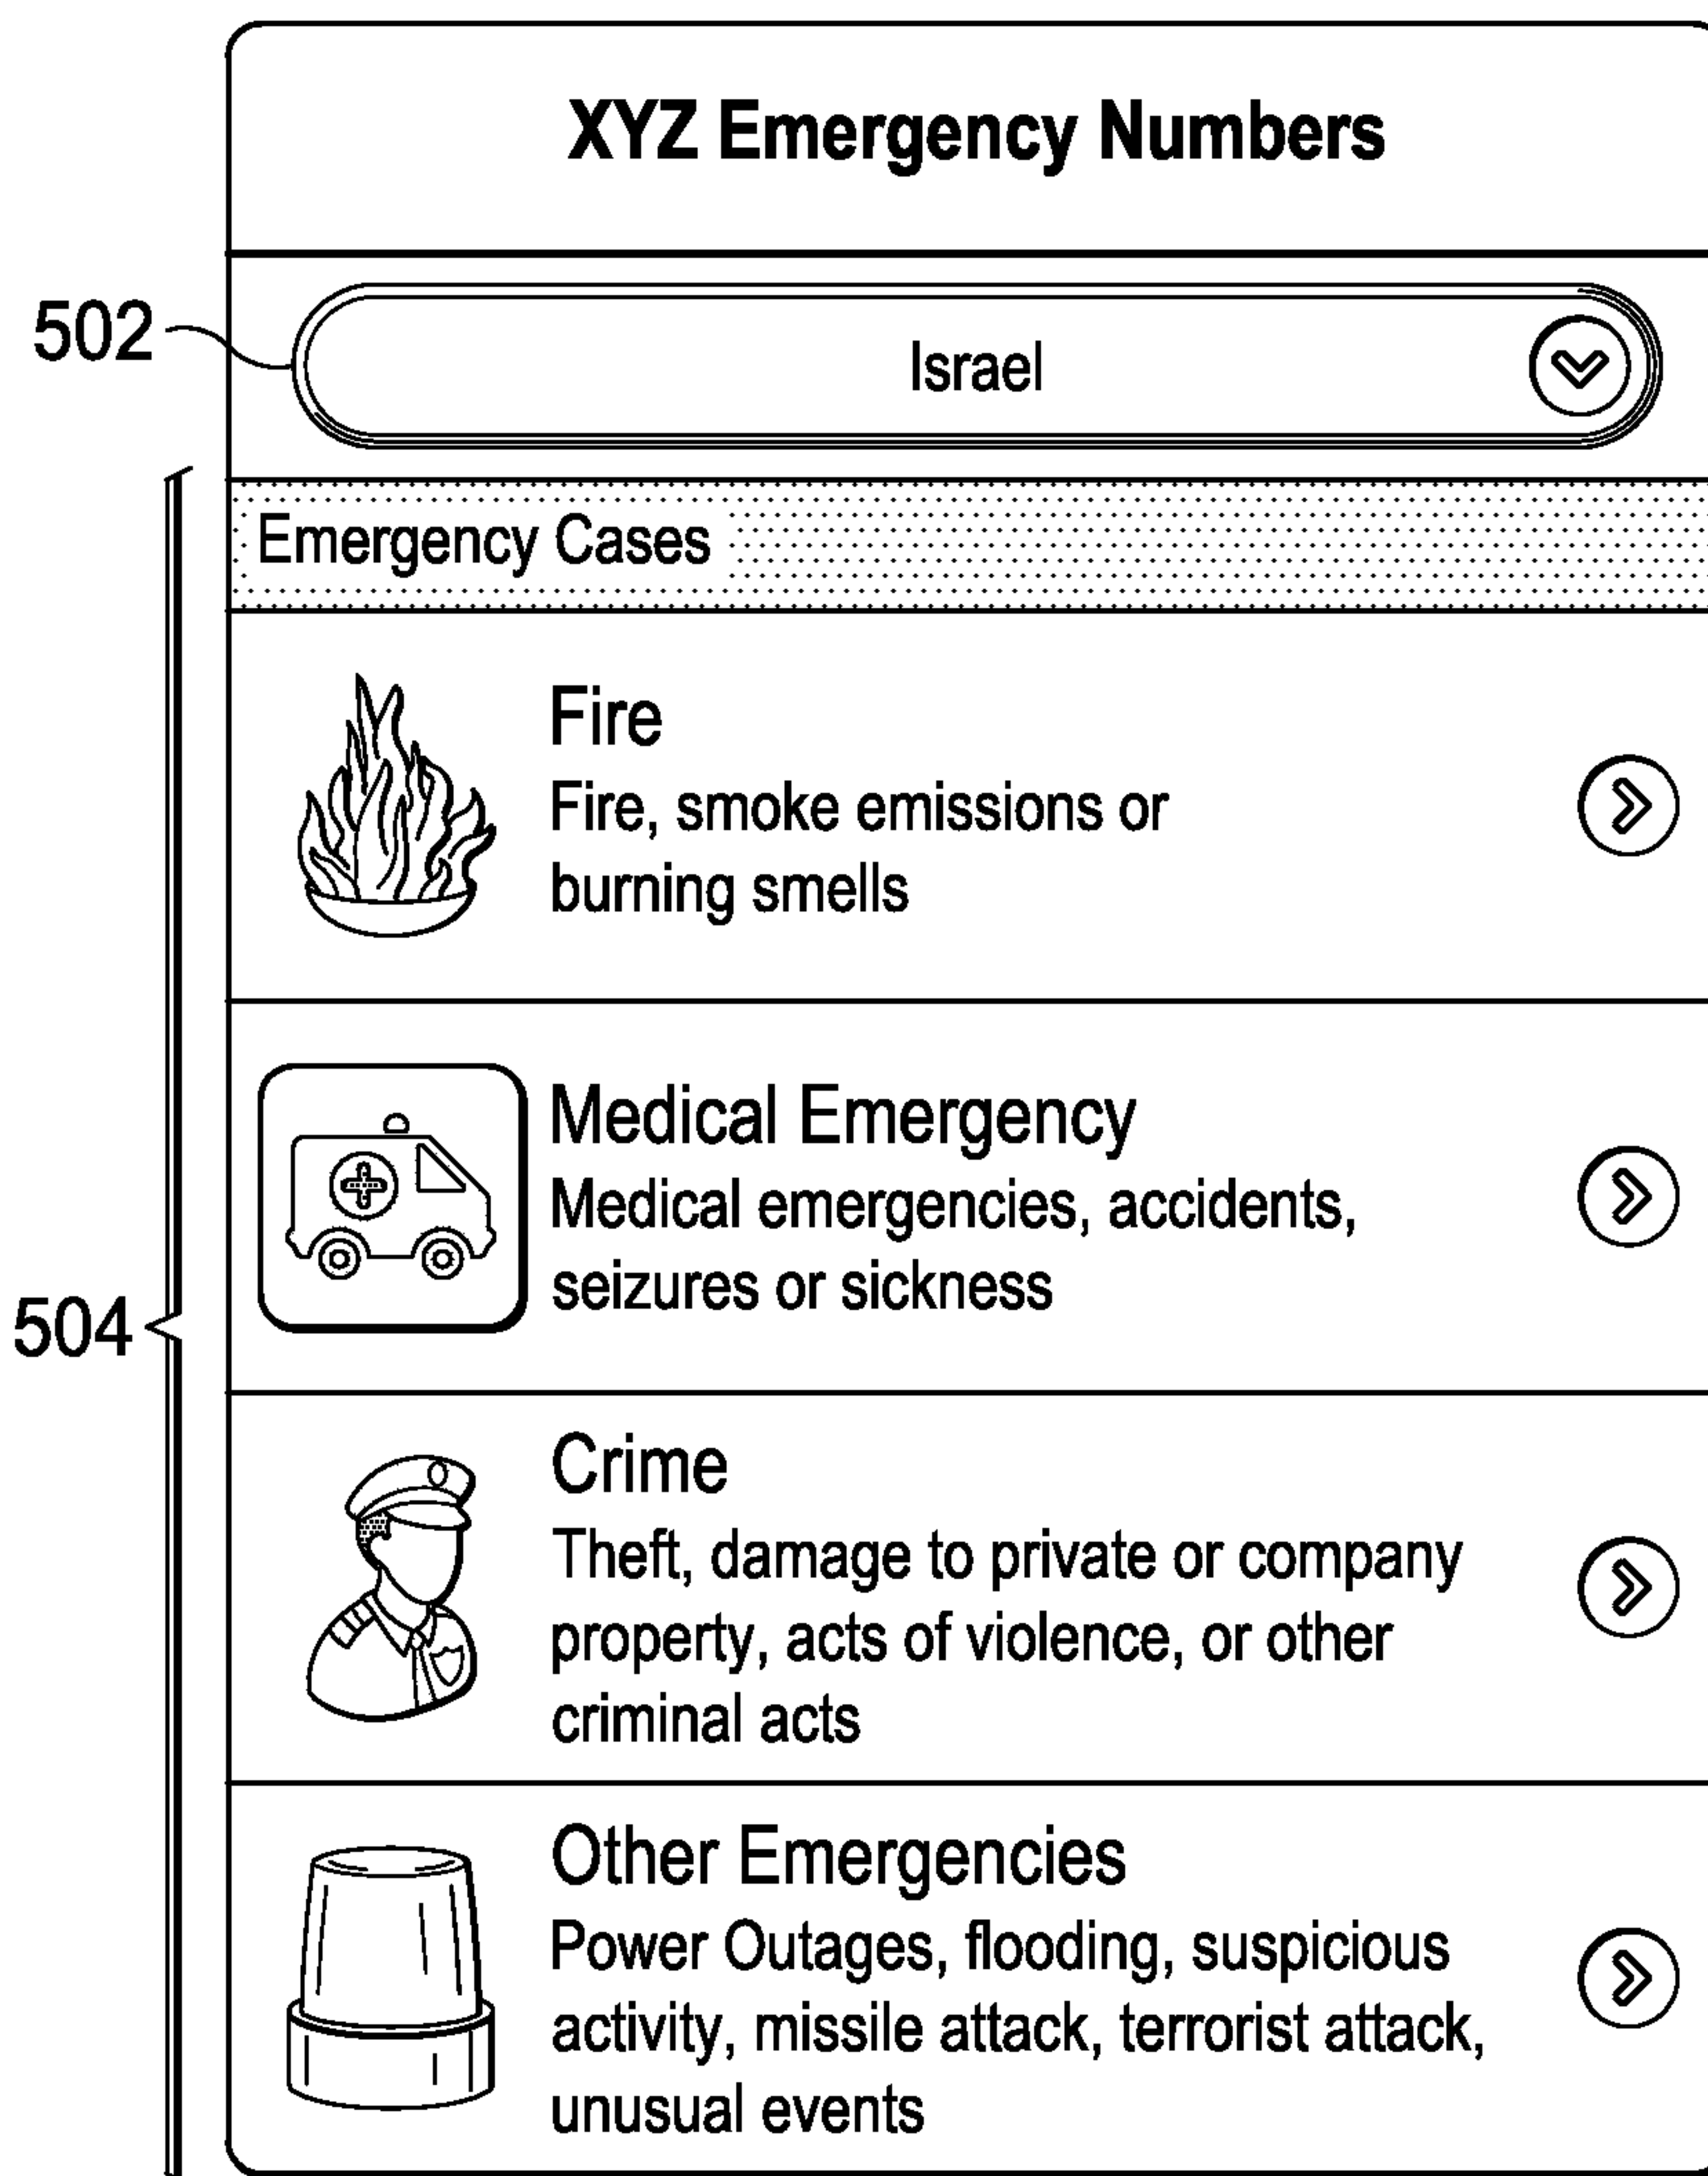 XYZ Emergency Numbers
502
Israel
Emergency Cases
Fire
Fire, smoke emissions or
burning smells
504
Medical Emergency
Medical emergencies, accidents,
seizures or sickness
Crime
Theft, damage to private or company
property, acts of violence, or other
criminal acts
Other Emergencies
Power Outages, flooding, suspicious
activity, missile attack, terrorist attack,
unusual events